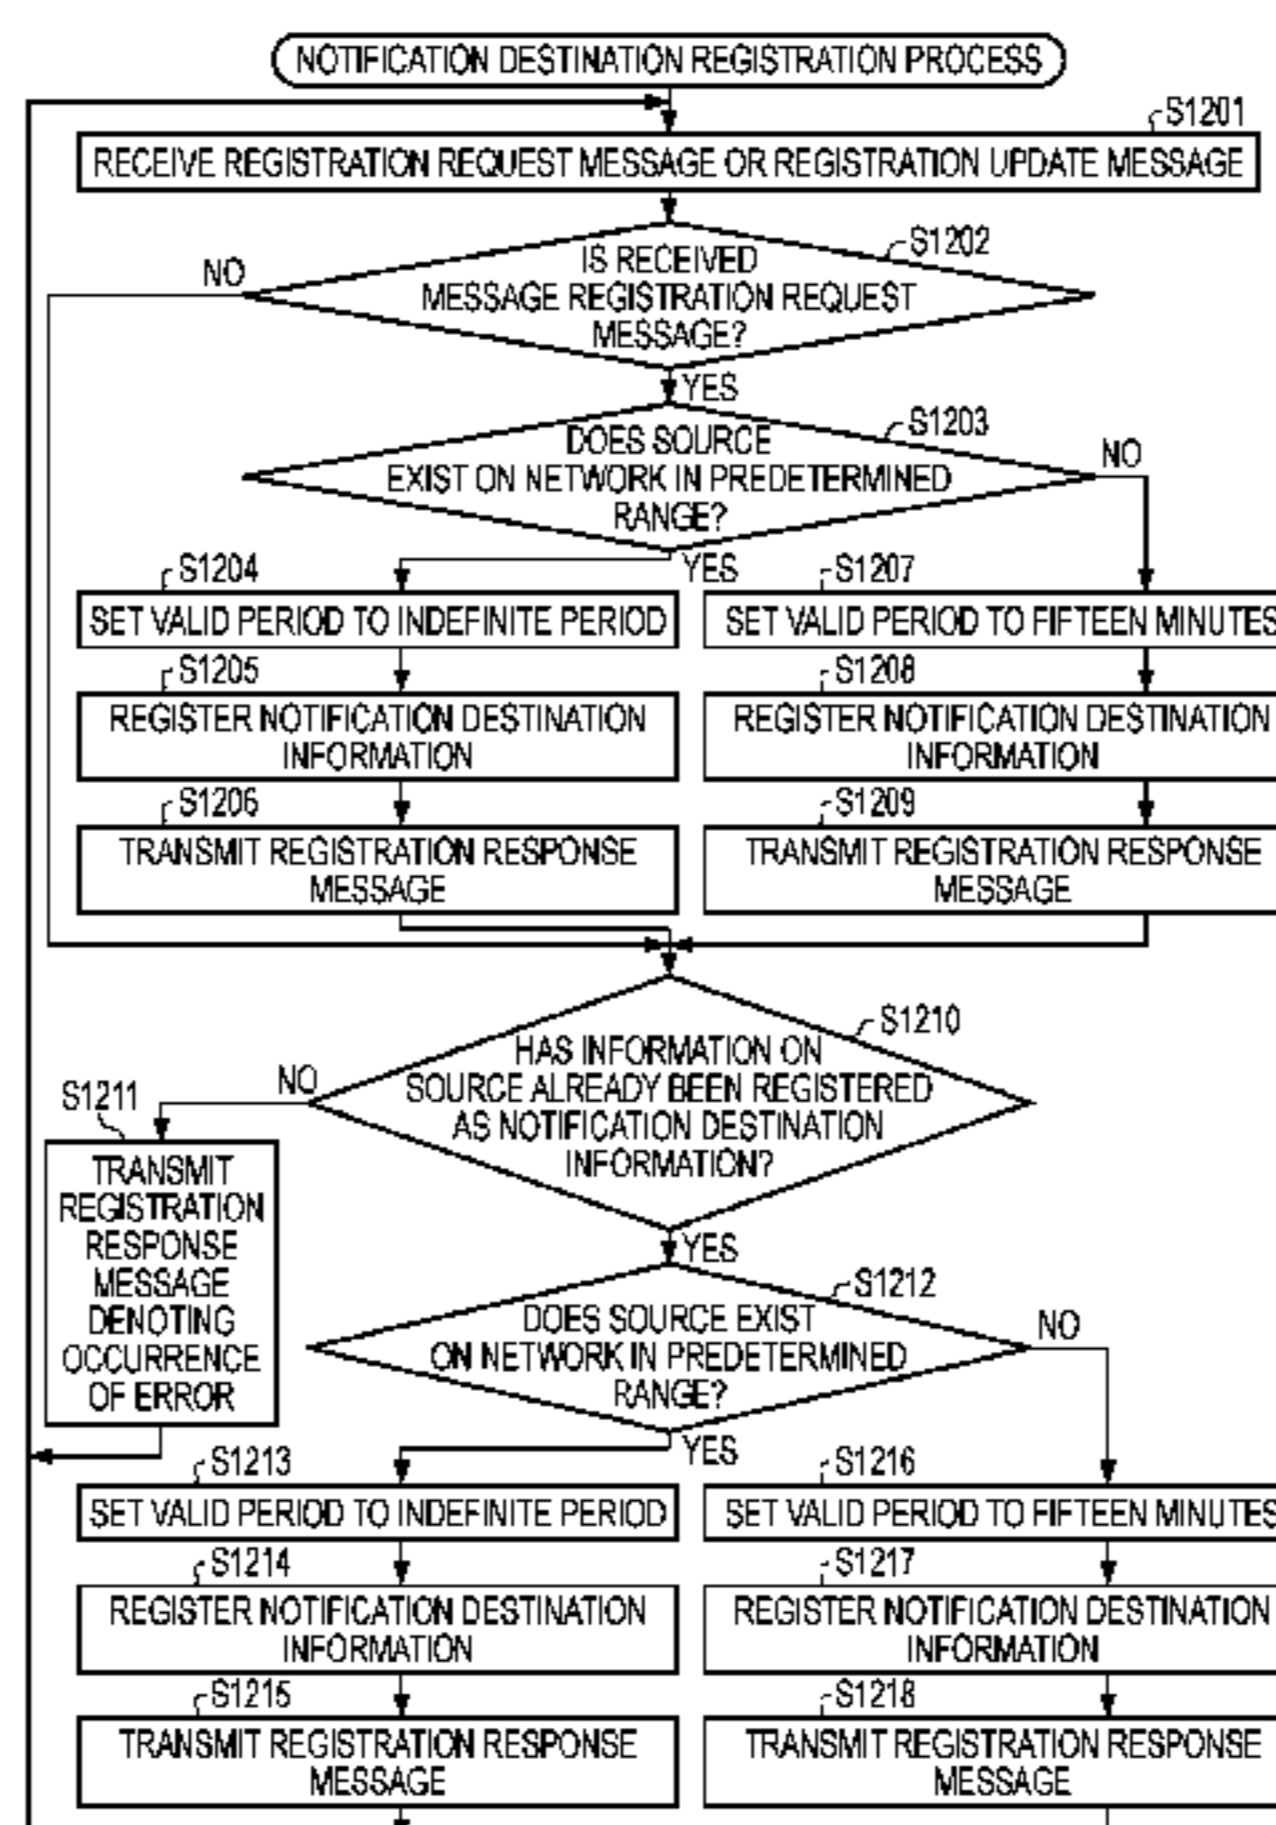 NOTIFICATION DESTINATION REGISTRATION PROCESS
S1201
RECEIVE REGISTRATION REQUEST MESSAGE OR REGISTRATION UPDATE MESSAGE
S1202
NO
IS RECEIVED
MESSAGE REGISTRATION REQUEST
MESSAGE?
YES
S1203
DOES SOURCE
EXIST ON NETWORK IN PREDETERMINED
RANGE?
NO
YES
S1204
SET VALID PERIOD TO INDEFINITE PERIOD
S1207
SET VALID PERIOD TO FIFTEEN MINUTES
S1205
REGISTER NOTIFICATION DESTINATION
INFORMATION
S1208
REGISTER NOTIFICATION DESTINATION
INFORMATION
S1206
TRANSMIT REGISTRATION RESPONSE
MESSAGE
S1209
TRANSMIT REGISTRATION RESPONSE
MESSAGE
S1210
HAS INFORMATION ON
SOURCE ALREADY BEEN REGISTERED
AS NOTIFICATION DESTINATION
INFORMATION?
NO
S1211
TRANSMIT
REGISTRATION
RESPONSE
MESSAGE
DENOTING
OCCURRENCE
OF ERROR
YES
S1212
DOES SOURCE EXIST
ON NETWORK IN PREDETERMINED
RANGE?
NO
YES
S1213
SET VALID PERIOD TO INDEFINITE PERIOD
S1216
SET VALID PERIOD TO FIFTEEN MINUTES
S1214
REGISTER NOTIFICATION DESTINATION
INFORMATION
S1217
REGISTER NOTIFICATION DESTINATION
INFORMATION
S1215
TRANSMIT REGISTRATION RESPONSE
MESSAGE
S1218
TRANSMIT REGISTRATION RESPONSE
MESSAGE